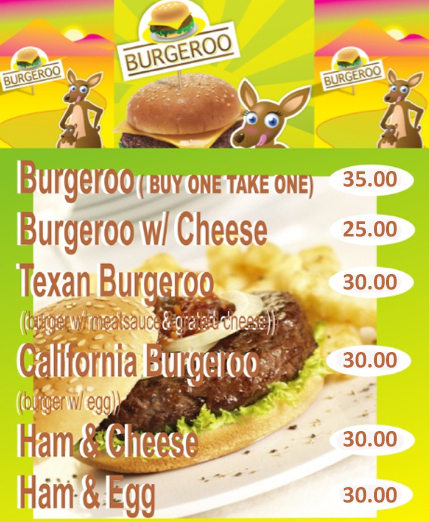 BURGEROO
BURGEROO
BURGEROO
Burgeroo ( BUY ONE TAKE ONE) 35.00
Burgeroo w/ Cheese 25.00
Texan Burgeroo 30.00
((burger w/ meatsauce & grated cheese))
California Burgeroo 30.00
(burger w/ egg))
Ham & Cheese 30.00
Ham & Egg 30.00